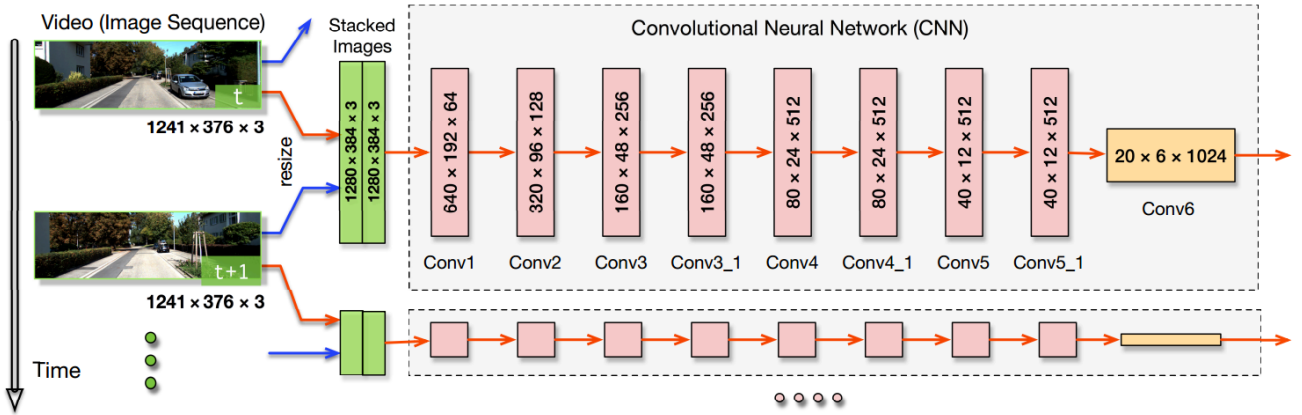 Video (Image Sequence)
Stacked
Images
Convolutional Neural Network (CNN)
t
1241 × 376 × 3
resize
1280 × 384 × 3
1280 × 384 × 3
640 × 192 × 64
320 × 96 × 128
160 × 48 × 256
160 × 48 × 256
80 × 24 × 512
80 × 24 × 512
40 × 12 × 512
40 × 12 × 512
20 × 6 × 1024
Conv1
Conv2
Conv3
Conv3_1
Conv4
Conv4_1
Conv5
Conv5_1
Conv6
t+1
1241 × 376 × 3
Time